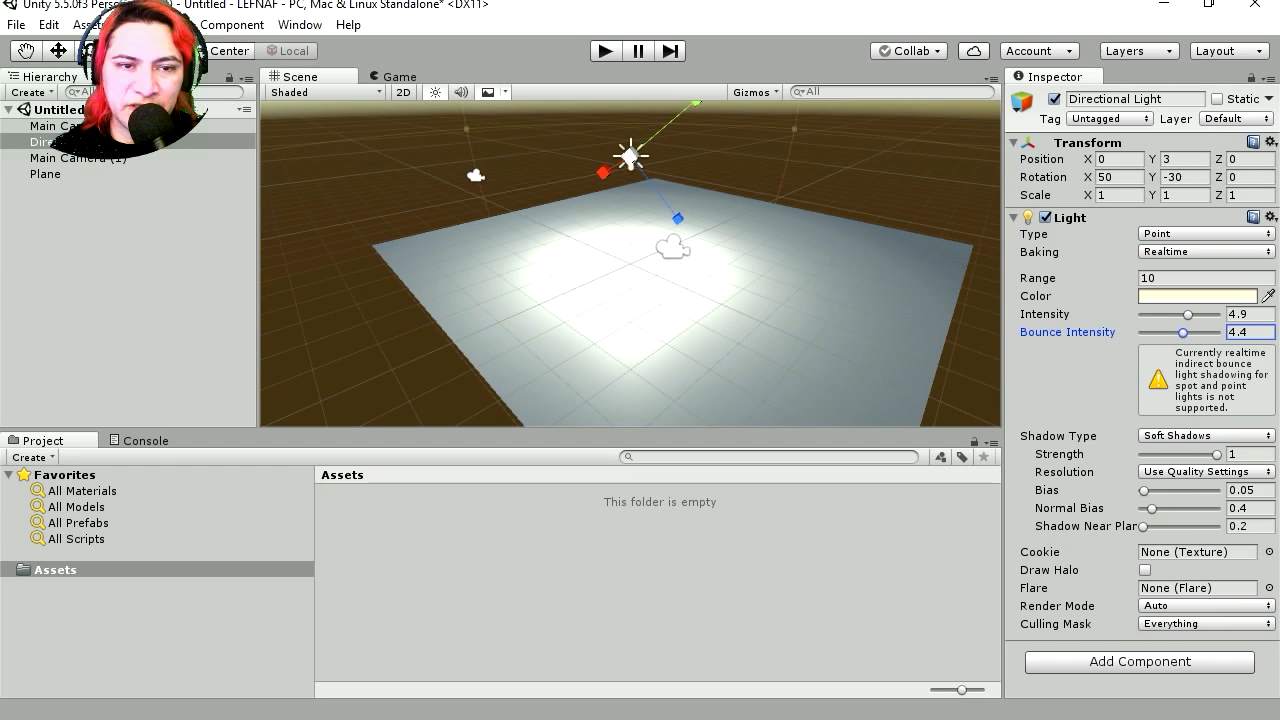 Unity 5.5.0f3 Pers - Untitled - LEFNAF - PC, Mac & Linux Standalone* <DX11>
File Edit Asset Component Window Help
Center Local Collab Account Layers Layout
Hierarchy
Create All
Untitled
Main Ca
Dire
Main Camera (1)
Plane
Scene Game
Shaded 2D Gizmos All
Inspector
Directional Light Static
Tag Untagged Layer Default
Transform
Position X 0 Y 3 Z 0
Rotation X 50 Y -30 Z 0
Scale X 1 Y 1 Z 1
Light
Type Point
Baking Realtime
Range 10
Color
Intensity 4.9
Bounce Intensity 4.4
Currently realtime
indirect bounce
light shadowing for
spot and point
lights is not
supported.
Shadow Type Soft Shadows
Strength 1
Resolution Use Quality Settings
Bias 0.05
Normal Bias 0.4
Shadow Near Plan 0.2
Cookie None (Texture)
Draw Halo
Flare None (Flare)
Render Mode Auto
Culling Mask Everything
Add Component
Project Console
Create
Favorites
All Materials
All Models
All Prefabs
All Scripts
Assets
Assets
This folder is empty